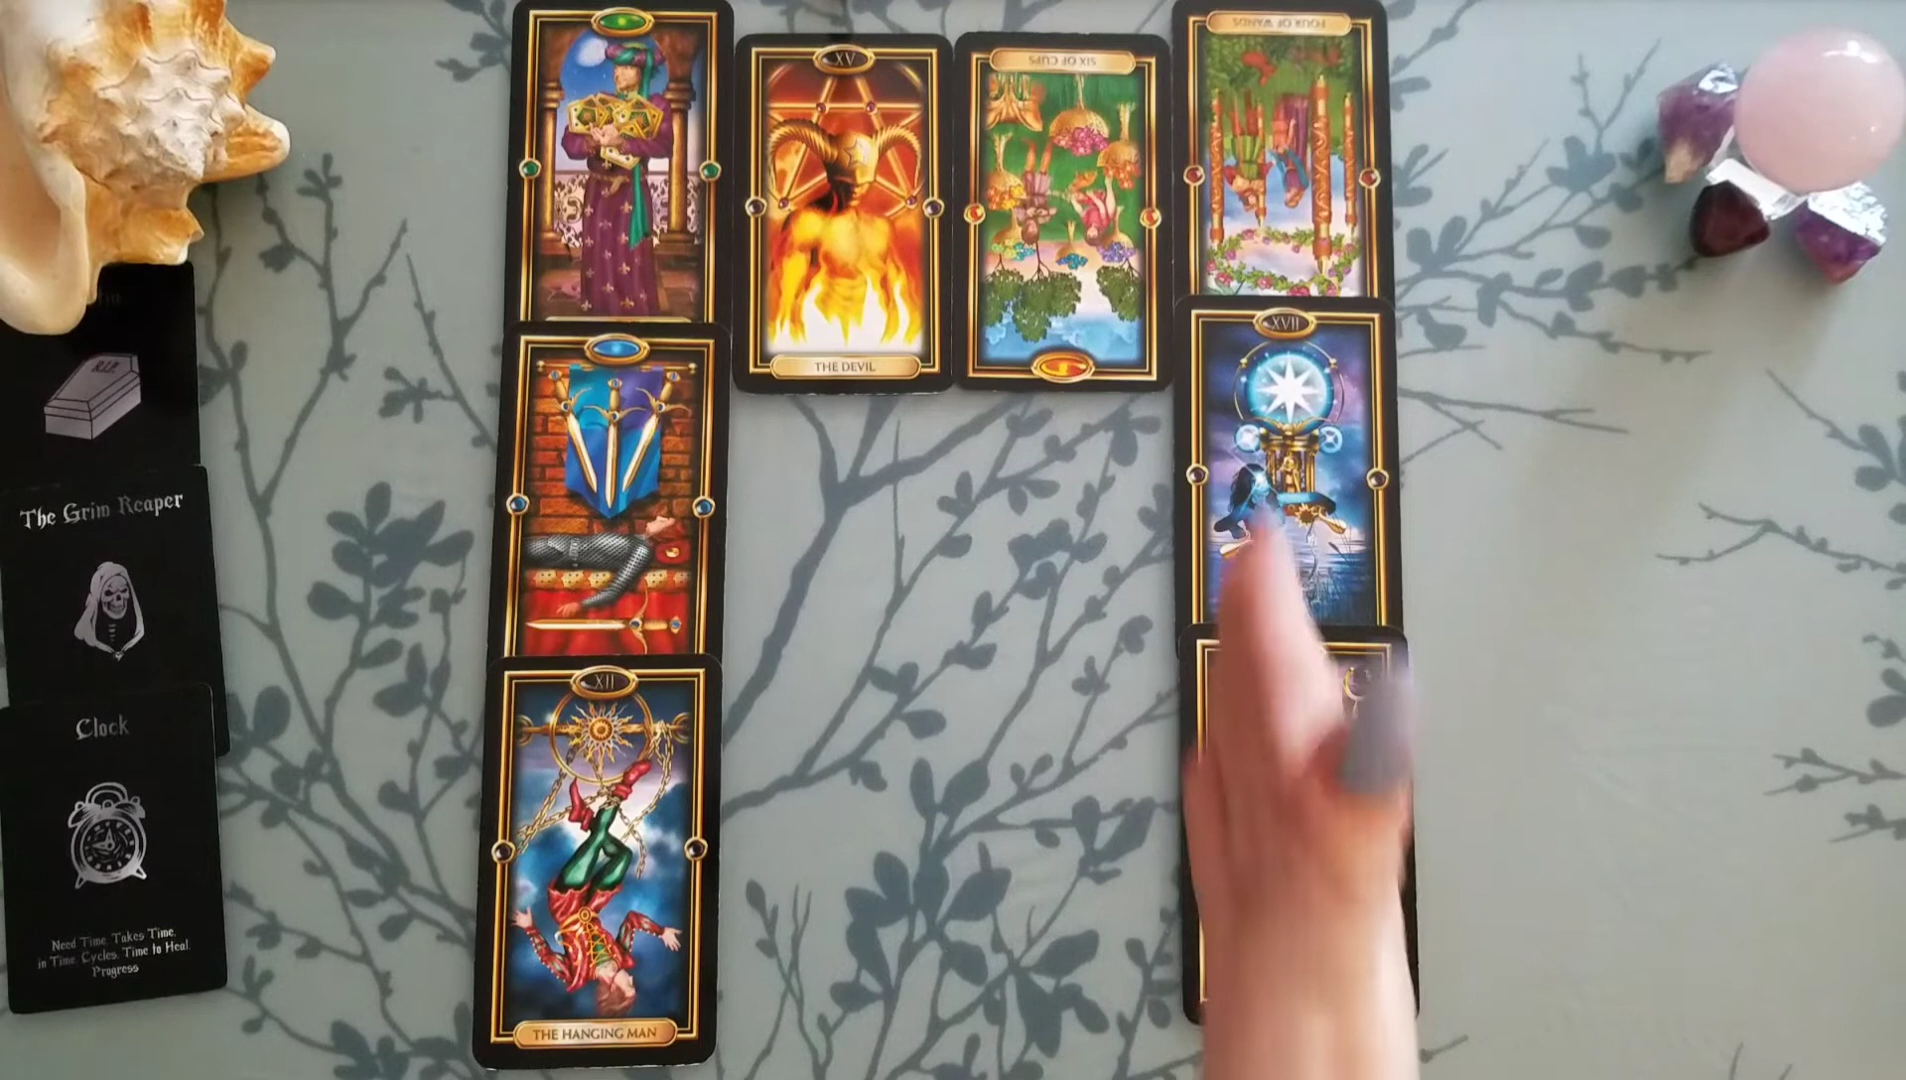 R.I.P.
The Grim Reaper
Clock
Need Time. Takes Time.
in Time. Cycles. Time to Heal.
Progress
XV
THE DEVIL
SIX OF CUPS
FOUR OF WANDS
XVII
XII
THE HANGING MAN